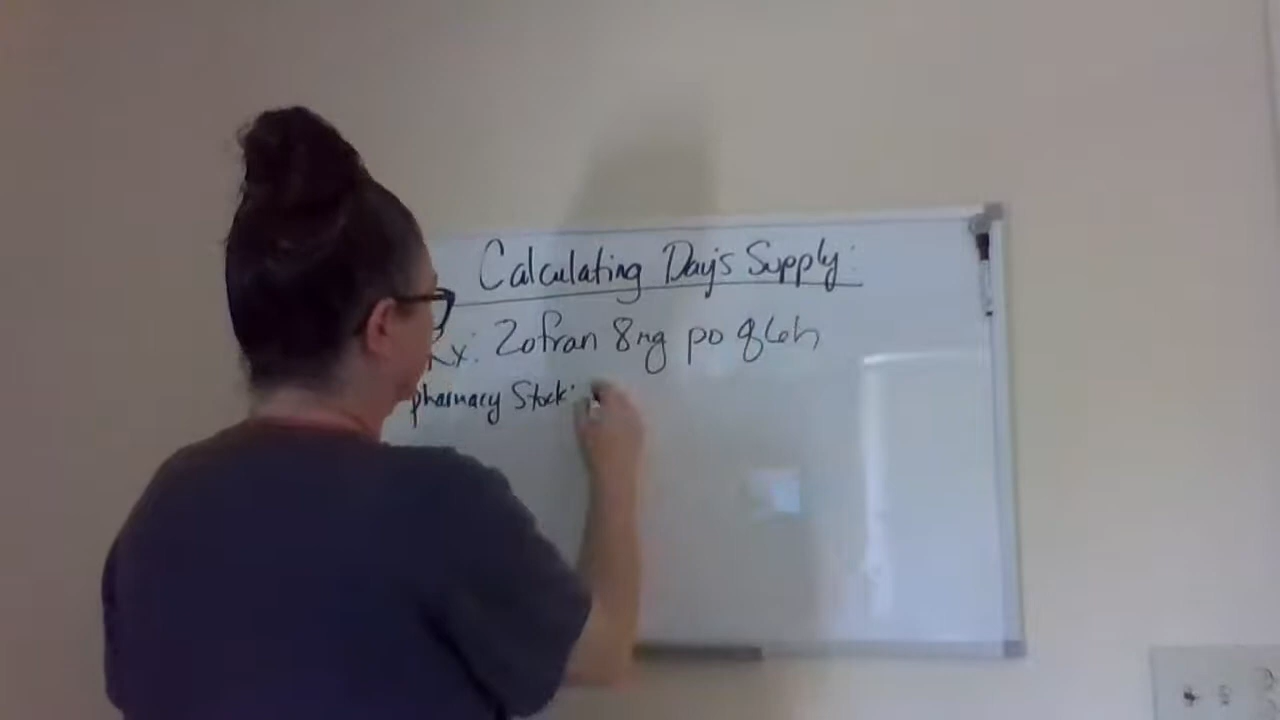 Calculating Day's Supply:
Rx: Zofran 8mg po q6h
pharmacy Stock: